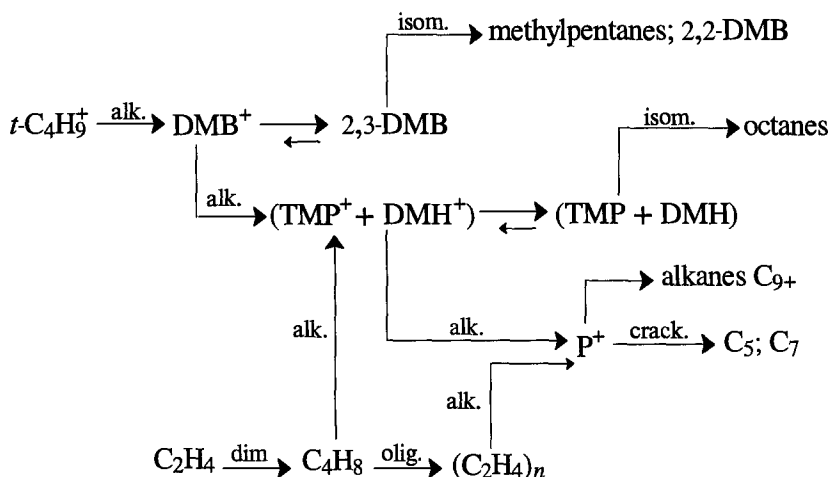 isom.
methylpentanes; 2,2-DMB
t-C₄H₉⁺ alk. DMB⁺ 2,3-DMB
isom. octanes
alk. (TMP⁺ + DMH⁺) (TMP + DMH)
alkanes C₉₊
alk. alk. P⁺ crack. C₅; C₇
alk.
C₂H₄ dim C₄H₈ olig. (C₂H₄)ₙ